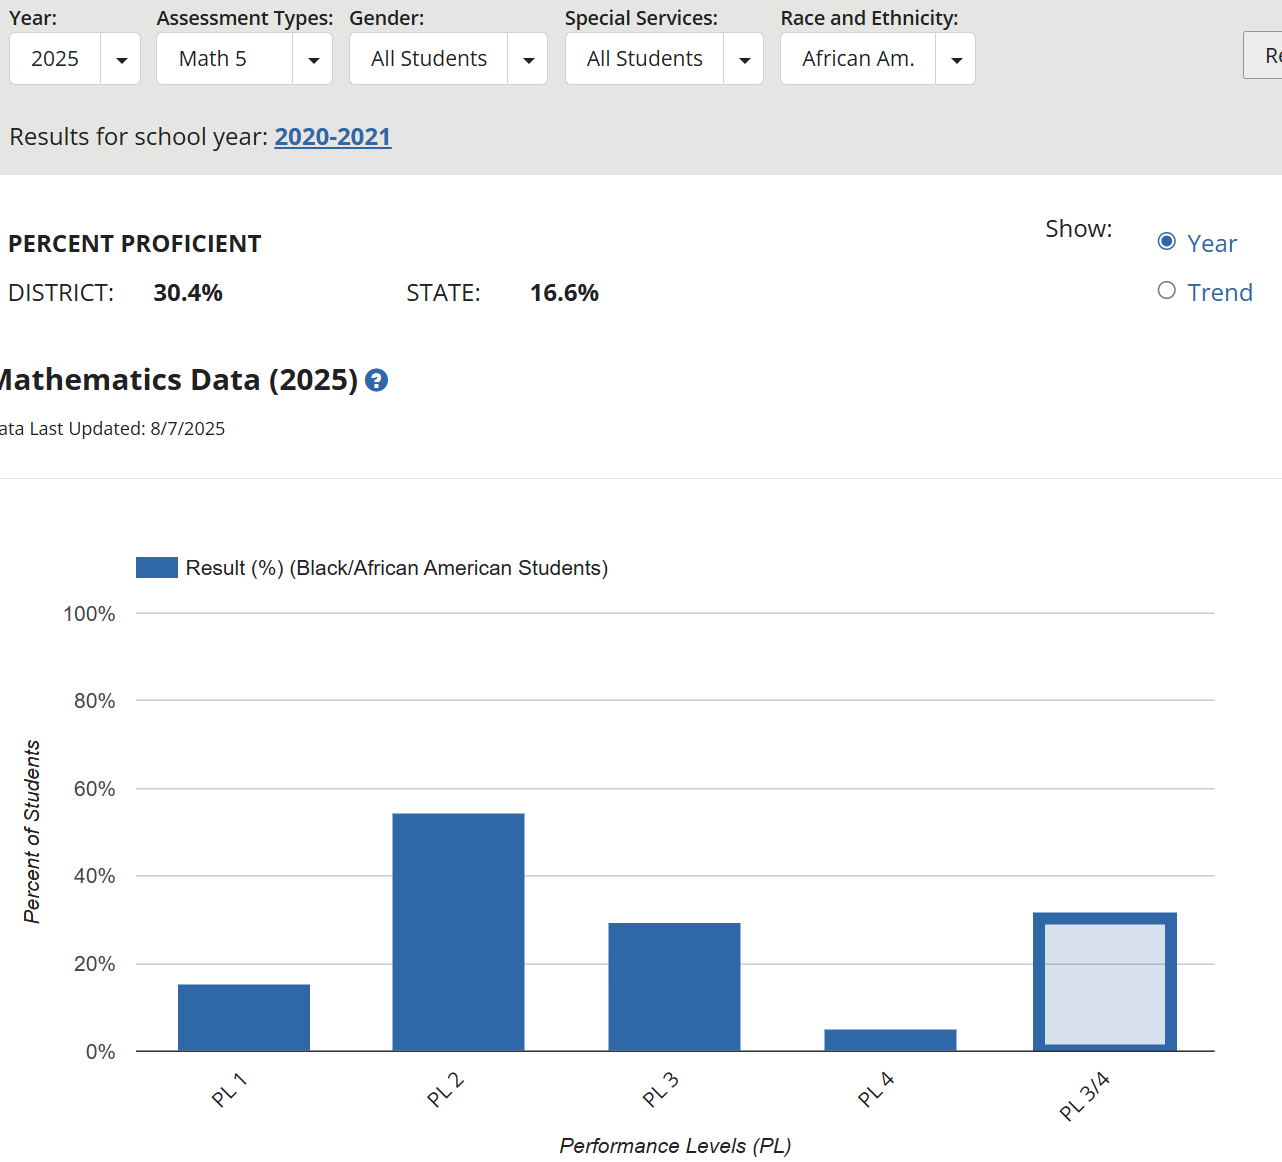 Year: Assessment Types: Gender: Special Services: Race and Ethnicity:
2025 Math 5 All Students All Students African Am.
Results for school year: 2020-2021
Show:
PERCENT PROFICIENT
Year
DISTRICT: 30.4% STATE: 16.6%
Trend
Mathematics Data (2025) ?
ata Last Updated: 8/7/2025
Result (%) (Black/African American Students)
100%
80%
60%
40%
20%
0%
Percent of Students
PL 1 PL 2 PL 3 PL 4 PL 3/4
Performance Levels (PL)